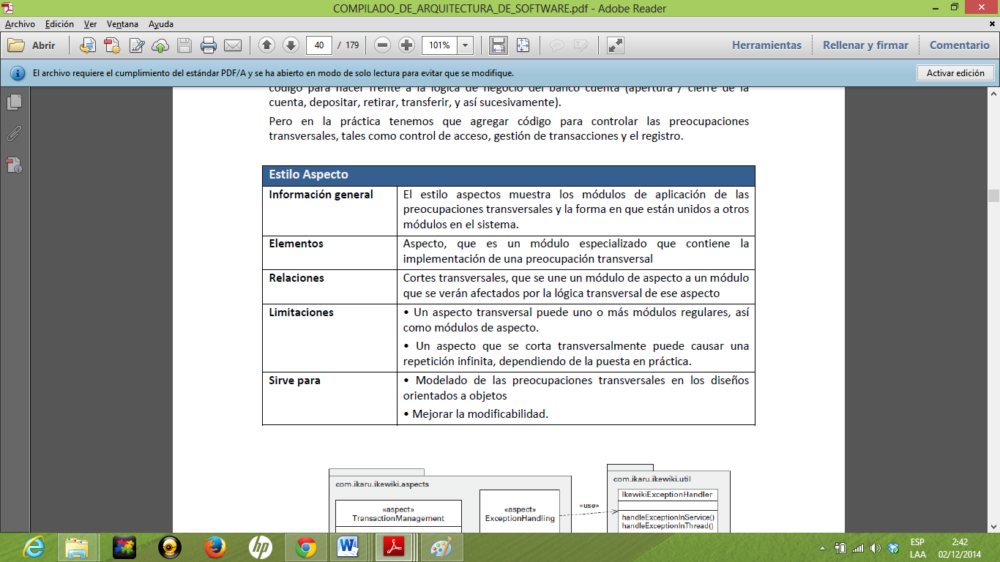 COMPILADO_DE_ARQUITECTURA_DE_SOFTWARE.pdf - Adobe Reader
Archivo Edición Ver Ventana Ayuda
Abrir 40 / 179 101% Herramientas Rellenar y firmar Comentario
El archivo requiere el cumplimiento del estándar PDF/A y se ha abierto en modo de solo lectura para evitar que se modifique. Activar edición
código para hacer frente a la lógica de negocio del banco cuenta (apertura / cierre de la
cuenta, depositar, retirar, transferir, y así sucesivamente).
Pero en la práctica tenemos que agregar código para controlar las preocupaciones
transversales, tales como control de acceso, gestión de transacciones y el registro.
Estilo Aspecto
Información general
El estilo aspectos muestra los módulos de aplicación de las
preocupaciones transversales y la forma en que están unidos a otros
módulos en el sistema.
Elementos
Aspecto, que es un módulo especializado que contiene la
implementación de una preocupación transversal
Relaciones
Cortes transversales, que se une un módulo de aspecto a un módulo
que se verán afectados por la lógica transversal de ese aspecto
Limitaciones
• Un aspecto transversal puede uno o más módulos regulares, así
como módulos de aspecto.
• Un aspecto que se corta transversalmente puede causar una
repetición infinita, dependiendo de la puesta en práctica.
Sirve para
• Modelado de las preocupaciones transversales en los diseños
orientados a objetos
• Mejorar la modificabilidad.
com.ikaru.ikewiki.aspects
«aspect»
TransactionManagement
«aspect»
ExceptionHandling
«use»
com.ikaru.ikewiki.util
IkewikiExceptionHandler
handleExceptionInService()
handleExceptionInThread()
ESP
LAA
2:42
02/12/2014